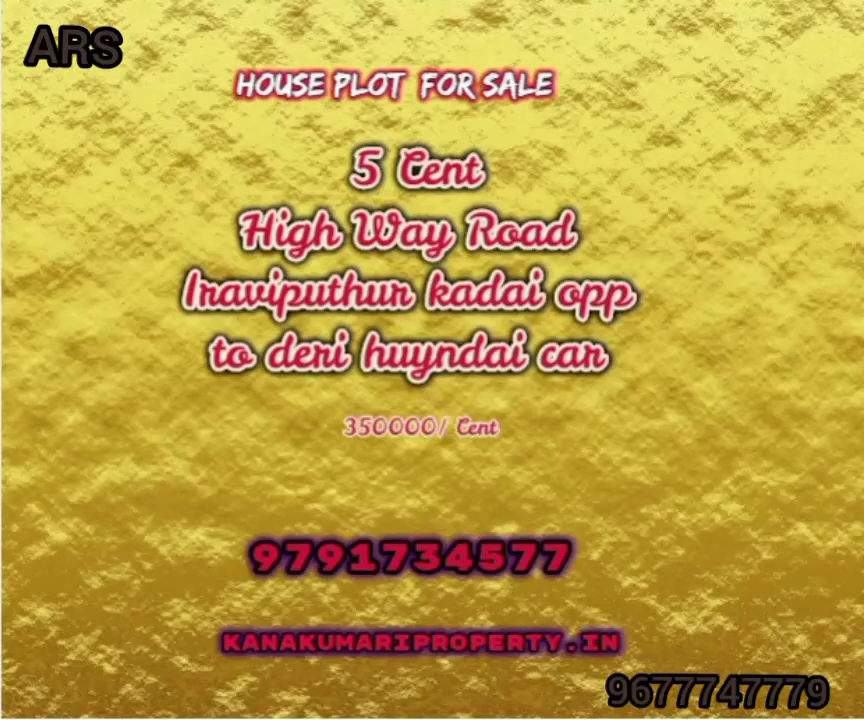 ARS
HOUSE PLOT FOR SALE
5 Cent
High Way Road
Iraviputhur kadai opp
to deri huyndai car
350000/ Cent
9791734577
KANAKUMARIPROPERTY.IN
9677747779